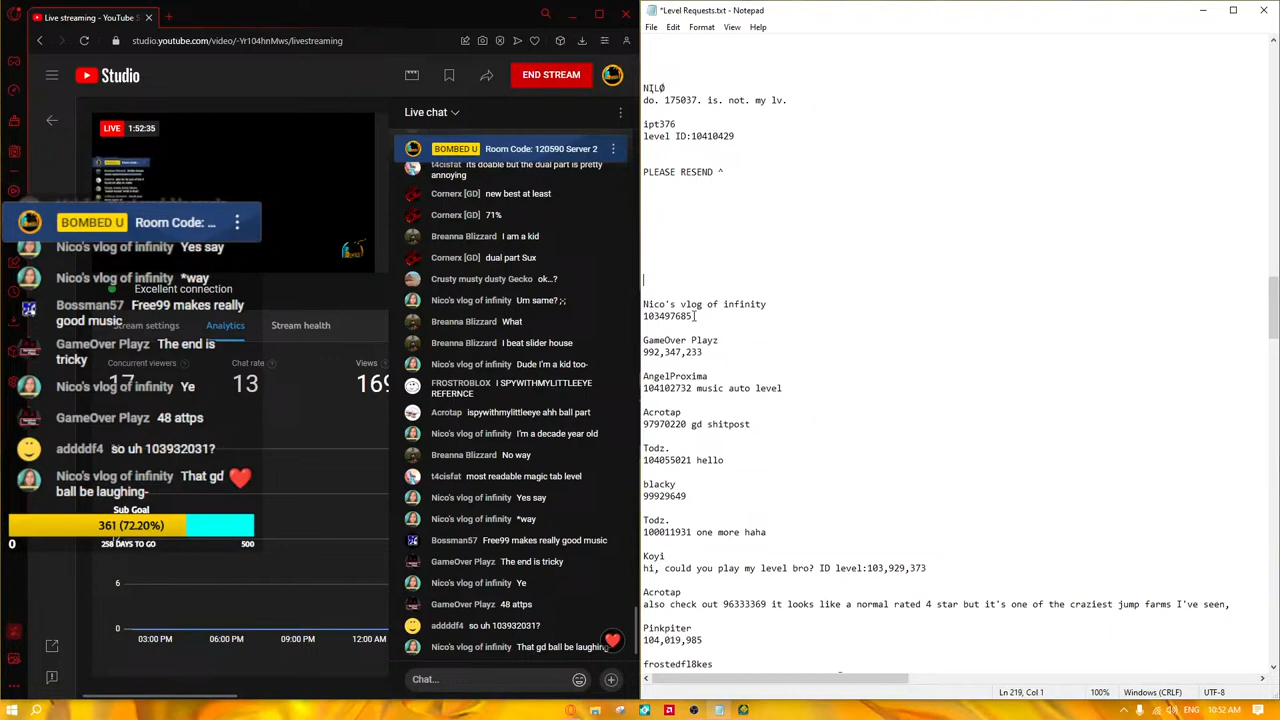 Live streaming - YouTube S
studio.youtube.com/video/-Yr104hnMws/livestreaming
Studio
END STREAM
LIVE 1:52:35
BOMBED U Room Code: ...
Nico's vlog of infinity Yes say
Nico's vlog of infinity *way
Bossman57 Free99 makes really
good music
GameOver Playz The end is
tricky
Nico's vlog of infinity Ye
GameOver Playz 48 attps
addddf4 so uh 103932031?
Nico's vlog of infinity That gd
ball be laughing-
Excellent connection
Stream settings
Analytics
Stream health
Concurrent viewers
17
Chat rate
13
Views
169
Sub Goal
361 (72.20%)
0
258 DAYS TO GO
500
6
0
03:00 PM 06:00 PM 09:00 PM 12:00 AM
Live chat
BOMBED U Room Code: 120590 Server 2
t4cisfat its doable but the dual part is pretty
annoying
Cornerx [GD] new best at least
Cornerx [GD] 71%
Breanna Blizzard I am a kid
Cornerx [GD] dual part Sux
Crusty musty dusty Gecko ok...?
Nico's vlog of infinity Um same?
Breanna Blizzard What
Breanna Blizzard I beat slider house
Nico's vlog of infinity Dude I'm a kid too-
FROSTROBLOX I SPYWITHMYLITTLEEYE
REFERNCE
Acrotap ispywithmylittleeye ahh ball part
Nico's vlog of infinity I'm a decade year old
Breanna Blizzard No way
t4cisfat most readable magic tab level
Nico's vlog of infinity Yes say
Nico's vlog of infinity *way
Bossman57 Free99 makes really good music
GameOver Playz The end is tricky
Nico's vlog of infinity Ye
GameOver Playz 48 attps
addddf4 so uh 103932031?
Nico's vlog of infinity That gd ball be laughing
Chat...
*Level Requests.txt - Notepad
File Edit Format View Help
NILØ
do. 175037. is. not. my lv.
ipt376
level ID:10410429
PLEASE RESEND ^
Nico's vlog of infinity
103497685
GameOver Playz
992,347,233
AngelProxima
104102732 music auto level
Acrotap
97970220 gd shitpost
Todz.
104055021 hello
blacky
99929649
Todz.
100011931 one more haha
Koyi
hi, could you play my level bro? ID level:103,929,373
Acrotap
also check out 96333369 it looks like a normal rated 4 star but it's one of the craziest jump farms I've seen,
Pinkpiter
104,019,985
frostedfl8kes
Ln 219, Col 1
100%
Windows (CRLF)
UTF-8
ENG
10:52 AM